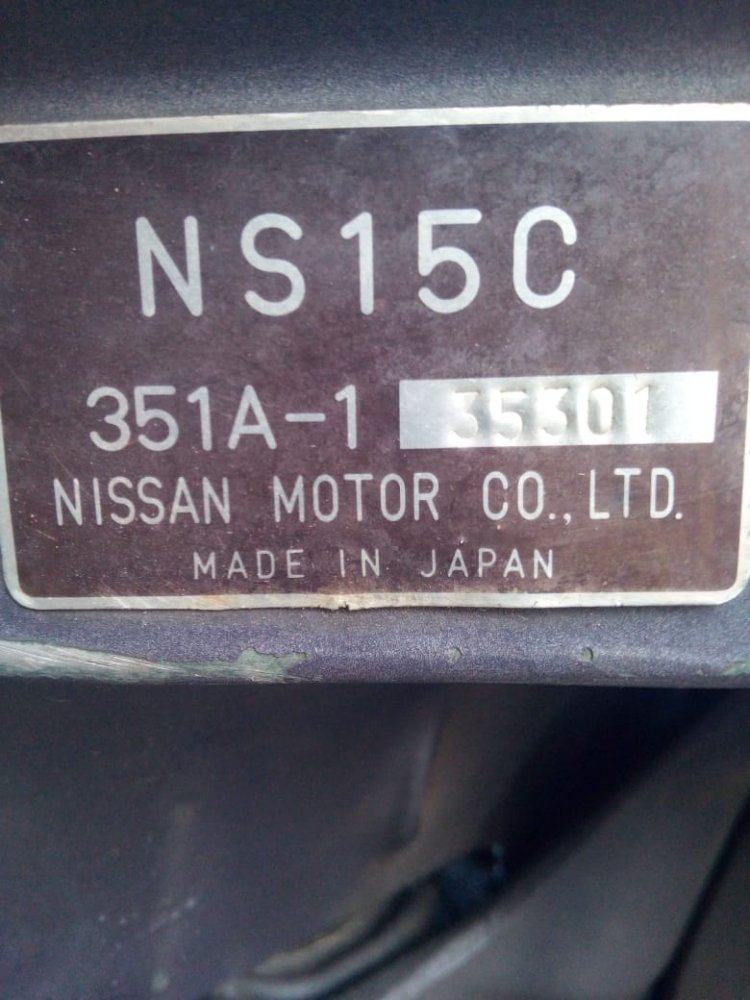 NS15C
351A-1 35301
NISSAN MOTOR CO., LTD.
MADE IN JAPAN